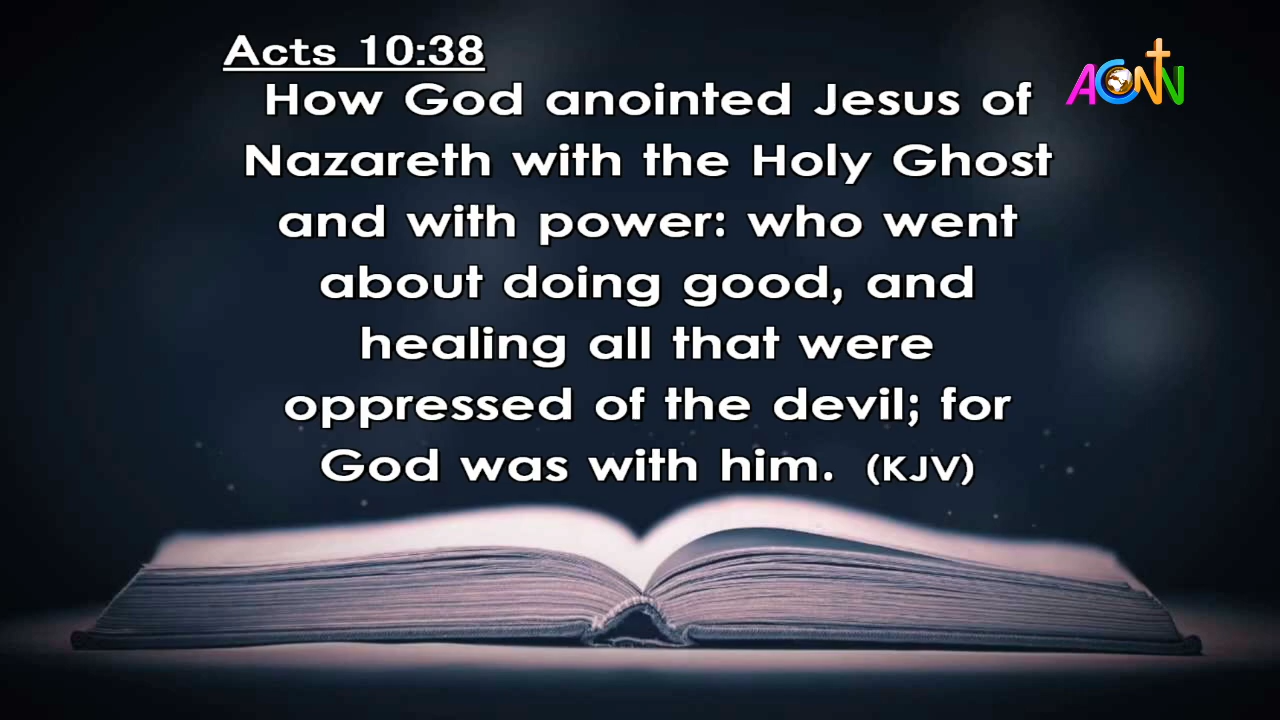 Acts 10:38
ACNN
How God anointed Jesus of
Nazareth with the Holy Ghost
and with power: who went
about doing good, and
healing all that were
oppressed of the devil; for
God was with him. (KJV)